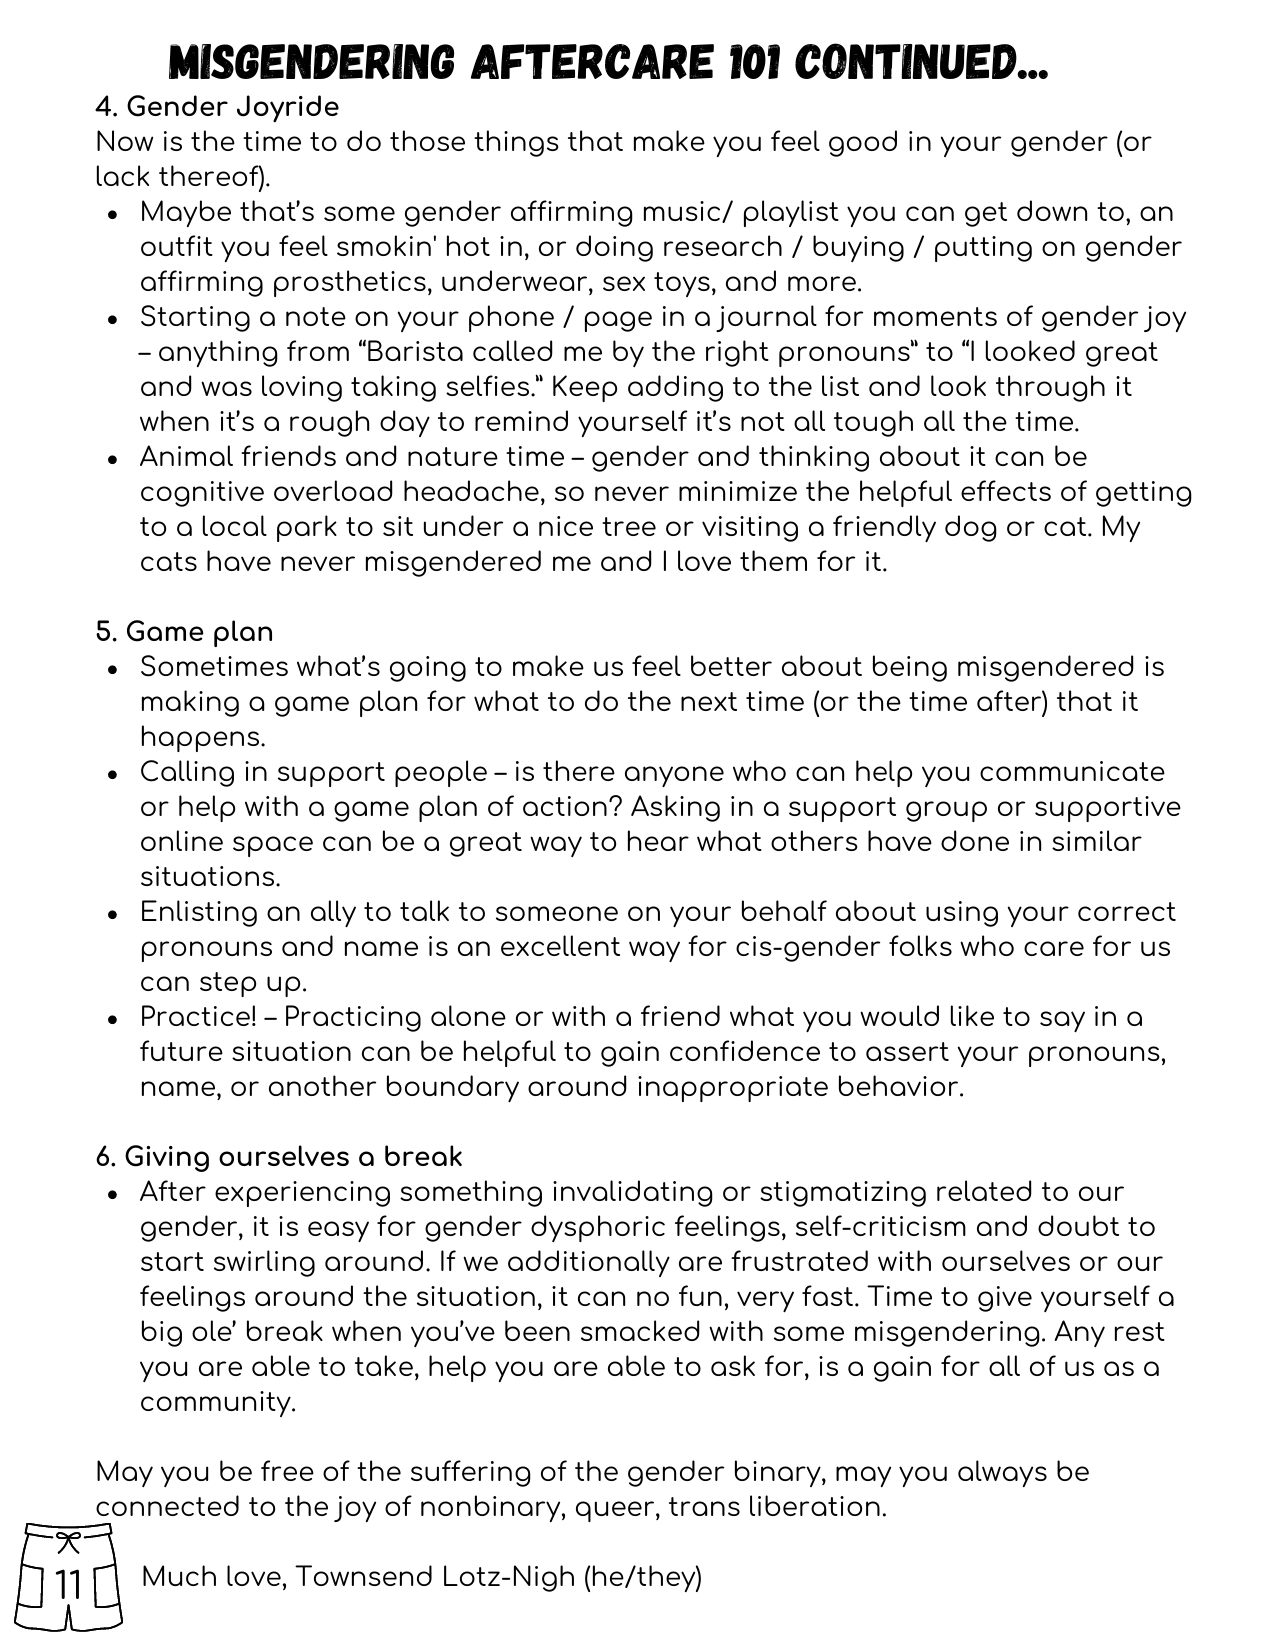 MISGENDERING AFTERCARE 101 CONTINUED...
4. Gender Joyride
Now is the time to do those things that make you feel good in your gender (or
lack thereof).
• Maybe that’s some gender affirming music/ playlist you can get down to, an
outfit you feel smokin' hot in, or doing research / buying / putting on gender
affirming prosthetics, underwear, sex toys, and more.
• Starting a note on your phone / page in a journal for moments of gender joy
– anything from “Barista called me by the right pronouns” to “I looked great
and was loving taking selfies.” Keep adding to the list and look through it
when it’s a rough day to remind yourself it’s not all tough all the time.
• Animal friends and nature time – gender and thinking about it can be
cognitive overload headache, so never minimize the helpful effects of getting
to a local park to sit under a nice tree or visiting a friendly dog or cat. My
cats have never misgendered me and I love them for it.
5. Game plan
• Sometimes what’s going to make us feel better about being misgendered is
making a game plan for what to do the next time (or the time after) that it
happens.
• Calling in support people – is there anyone who can help you communicate
or help with a game plan of action? Asking in a support group or supportive
online space can be a great way to hear what others have done in similar
situations.
• Enlisting an ally to talk to someone on your behalf about using your correct
pronouns and name is an excellent way for cis-gender folks who care for us
can step up.
• Practice! – Practicing alone or with a friend what you would like to say in a
future situation can be helpful to gain confidence to assert your pronouns,
name, or another boundary around inappropriate behavior.
6. Giving ourselves a break
• After experiencing something invalidating or stigmatizing related to our
gender, it is easy for gender dysphoric feelings, self-criticism and doubt to
start swirling around. If we additionally are frustrated with ourselves or our
feelings around the situation, it can no fun, very fast. Time to give yourself a
big ole’ break when you’ve been smacked with some misgendering. Any rest
you are able to take, help you are able to ask for, is a gain for all of us as a
community.
May you be free of the suffering of the gender binary, may you always be
connected to the joy of nonbinary, queer, trans liberation.
11
Much love, Townsend Lotz-Nigh (he/they)